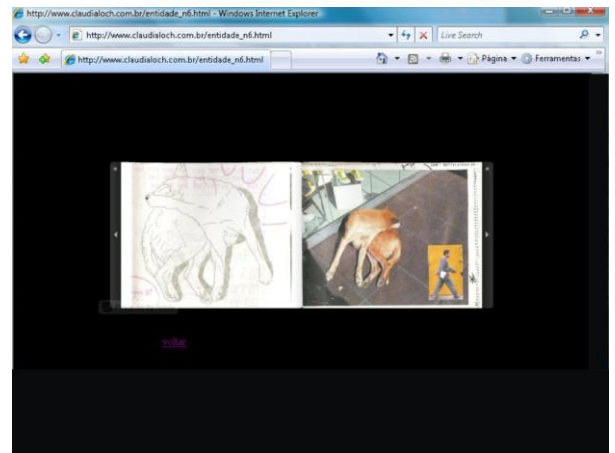 http://www.claudialoch.com.br/entidade_n6.html - Windows Internet Explorer
http://www.claudialoch.com.br/entidade_n6.html
Live Search
http://www.claudialoch.com.br/entidade_n6.html
Página
Ferramentas
voltar